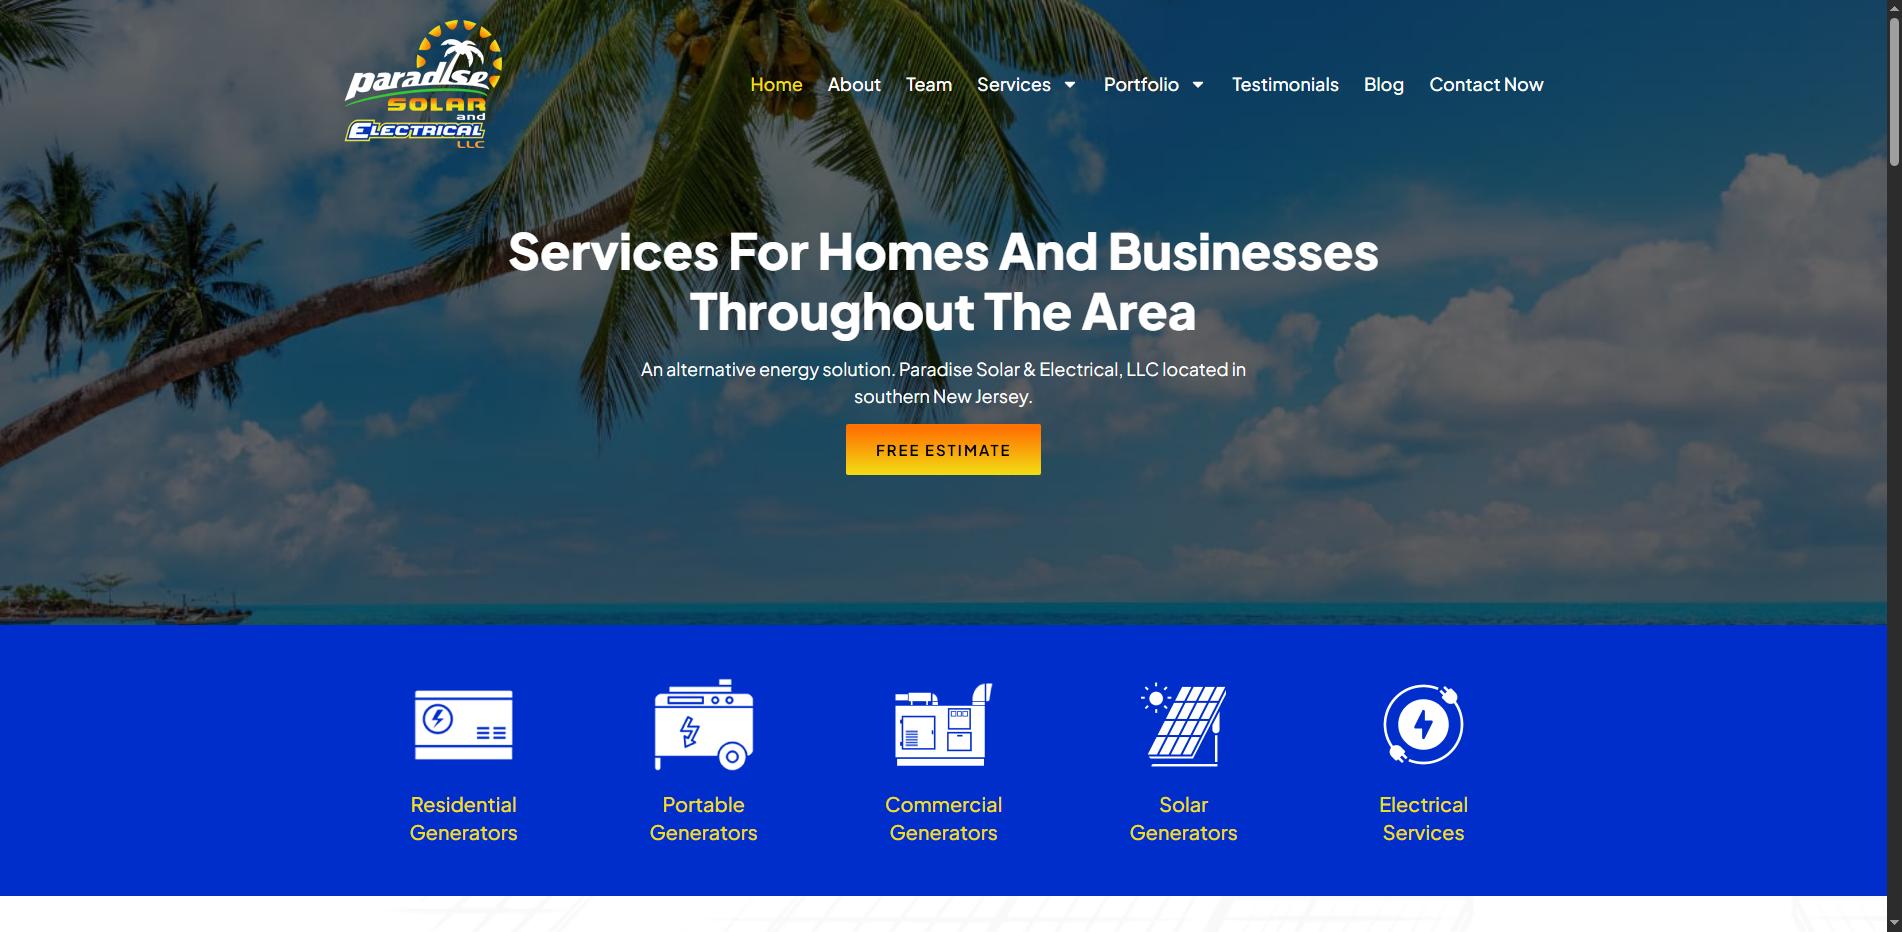 paradise
SOLAR
and
ELECTRICAL
LLC
Home About Team Services Portfolio Testimonials Blog Contact Now
Services For Homes And Businesses
Throughout The Area
An alternative energy solution. Paradise Solar & Electrical, LLC located in
southern New Jersey.
FREE ESTIMATE
Residential
Generators
Portable
Generators
Commercial
Generators
Solar
Generators
Electrical
Services